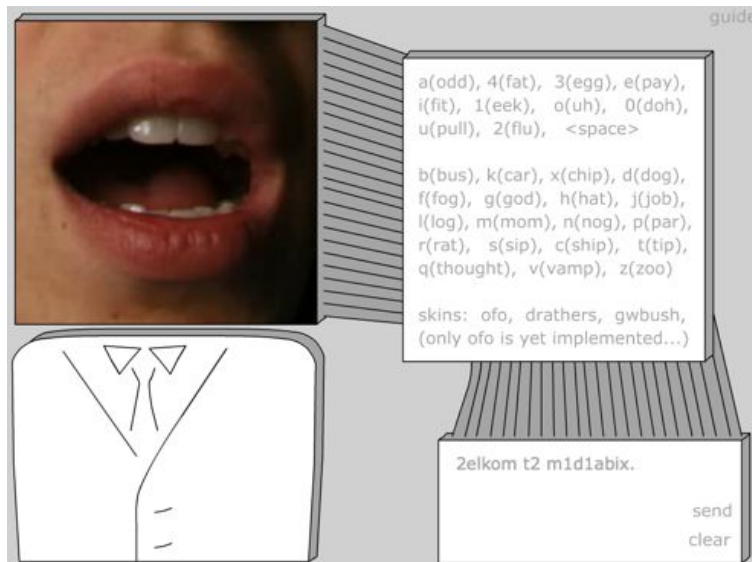 guide
a(odd), 4(fat), 3(egg), e(pay),
i(fit), 1(eek), o(uh), 0(doh),
u(pull), 2(flu), <space>
b(bus), k(car), x(chip), d(dog),
f(fog), g(god), h(hat), j(job),
l(log), m(mom), n(nog), p(par),
r(rat), s(sip), c(ship), t(tip),
q(thought), v(vamp), z(zoo)
skins: ofo, drathers, gwbush,
(only ofo is yet implemented...)
2elkom t2 m1d1abix.
send
clear